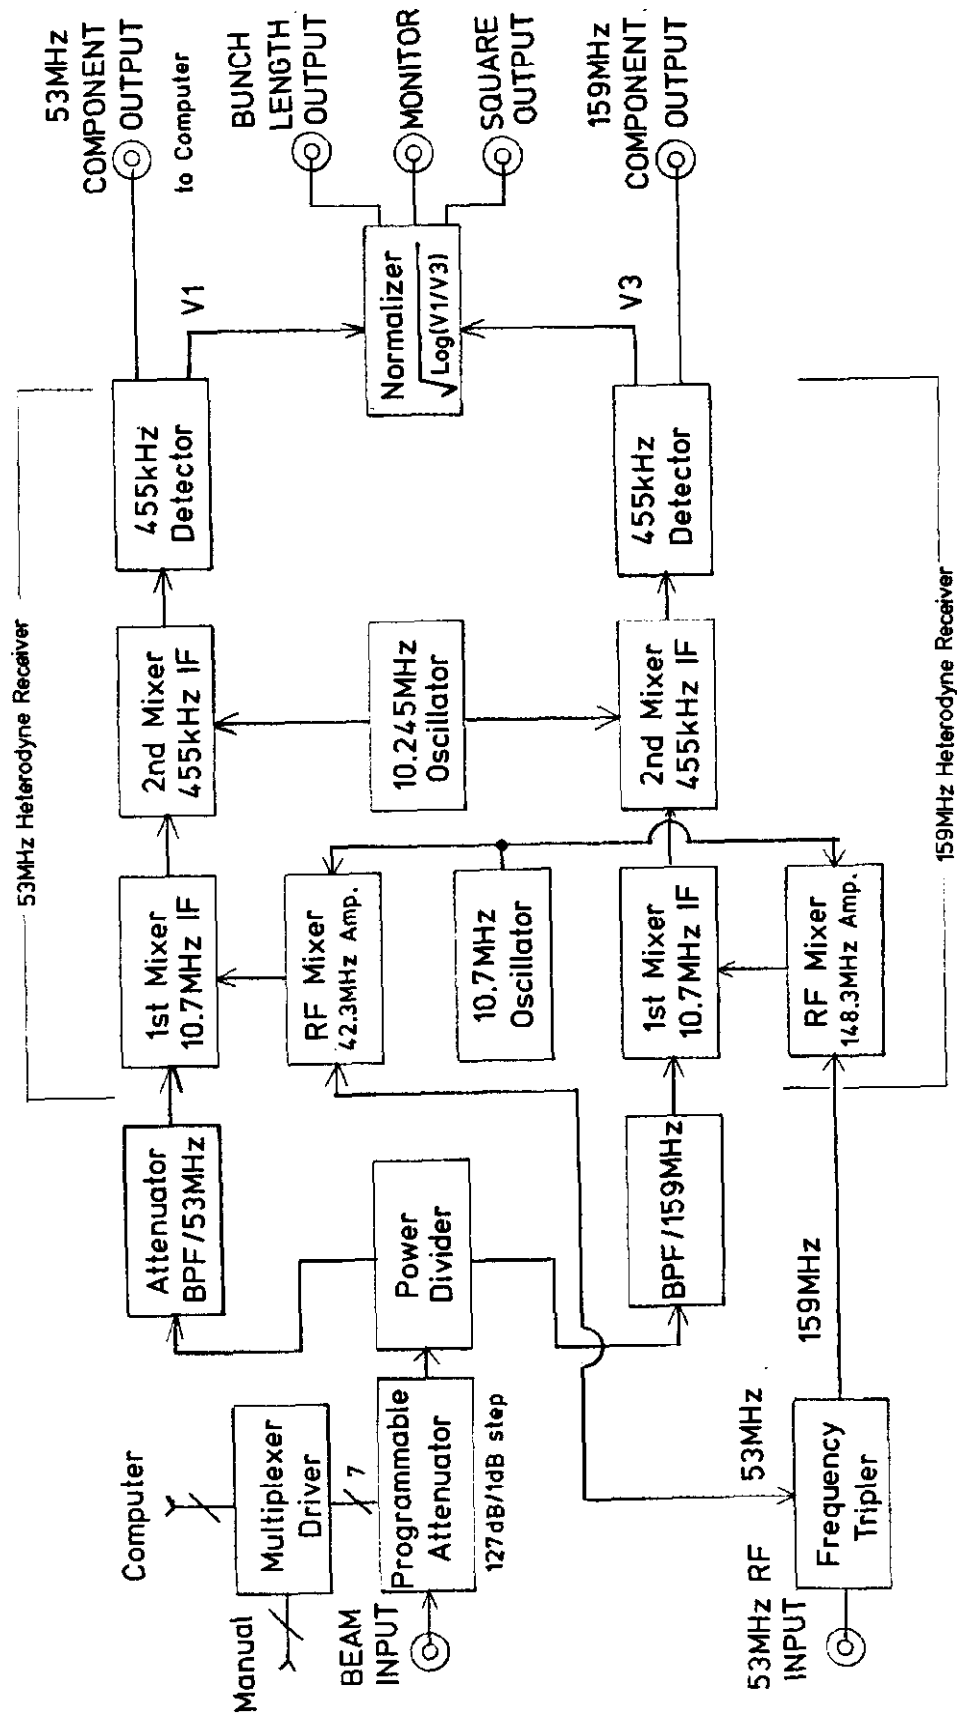 53MHz
COMPONENT
OUTPUT
to Computer
BUNCH
LENGTH
OUTPUT
MONITOR
SQUARE
OUTPUT
159MHz
COMPONENT
OUTPUT
V1
Normalizer
√Log(V1/V3)
V3
53MHz Heterodyne Receiver
455kHz
Detector
455kHz
Detector
2nd Mixer
455kHz IF
10.245MHz
Oscillator
2nd Mixer
455kHz IF
1st Mixer
10.7MHz IF
RF Mixer
42.3MHz Amp.
10.7MHz
Oscillator
1st Mixer
10.7MHz IF
RF Mixer
148.3MHz Amp.
159MHz Heterodyne Receiver
Attenuator
BPF/53MHz
Power
Divider
BPF/159MHz
159MHz
Computer
Multiplexer
Driver
Manual
7
Programmable
Attenuator
127dB/1dB step
BEAM
INPUT
53MHz
Frequency
Tripler
53MHz RF
INPUT